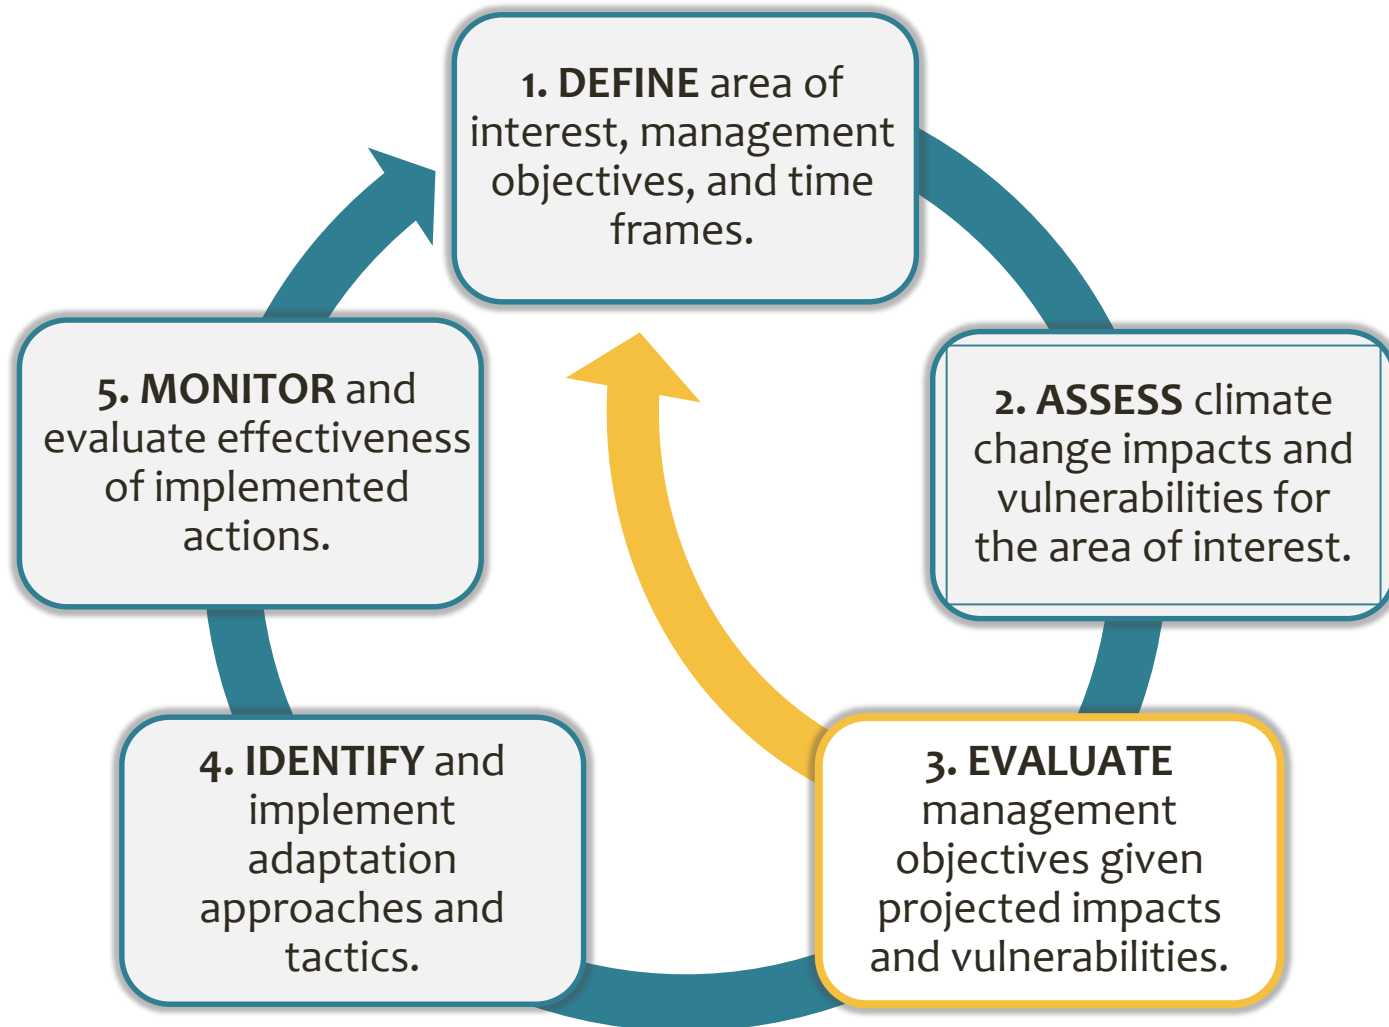 1. DEFINE area of
interest, management
objectives, and time
frames.
2. ASSESS climate
change impacts and
vulnerabilities for
the area of interest.
3. EVALUATE
management
objectives given
projected impacts
and vulnerabilities.
4. IDENTIFY and
implement
adaptation
approaches and
tactics.
5. MONITOR and
evaluate effectiveness
of implemented
actions.